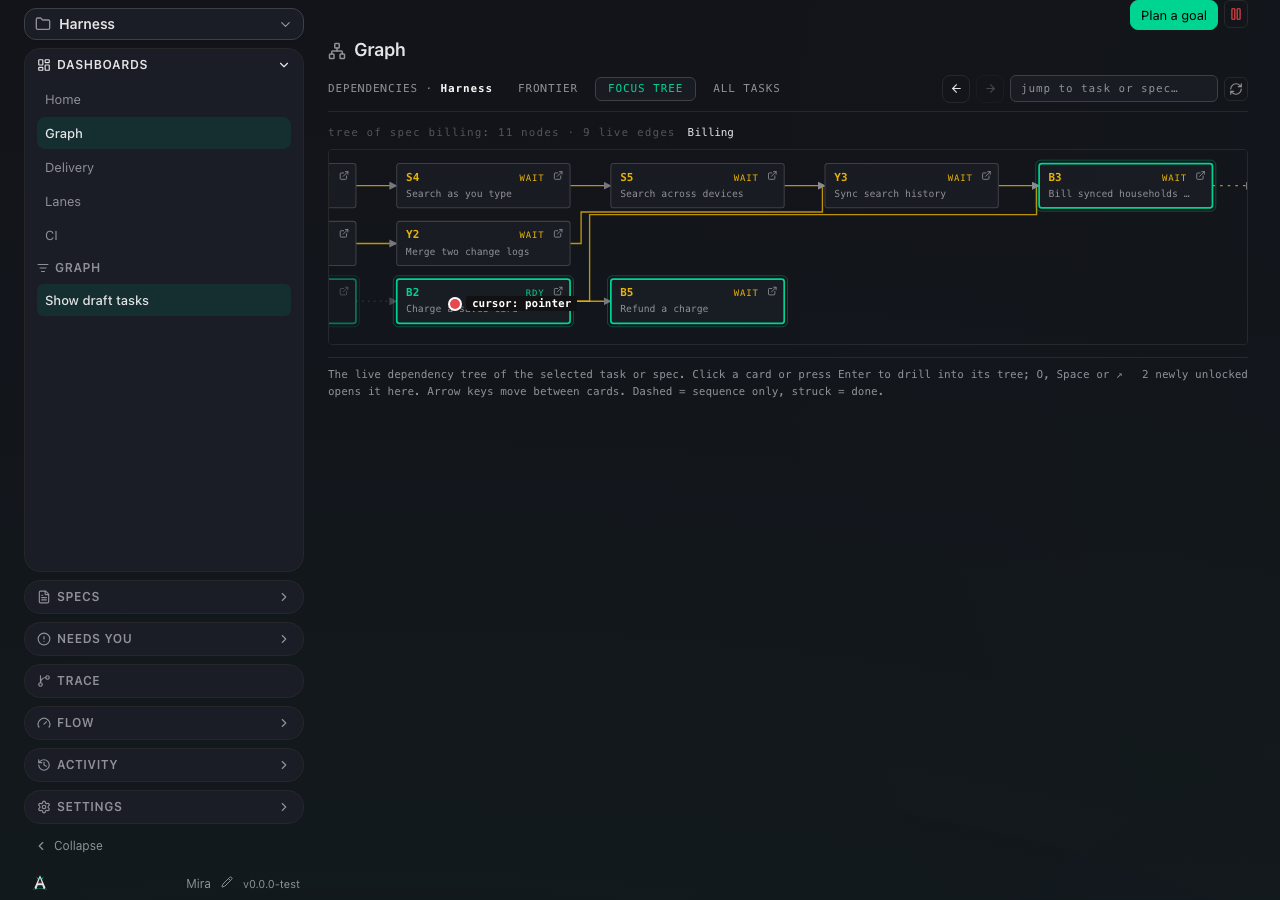 Harness
Plan a goal
DASHBOARDS
Home
Graph
Delivery
Lanes
CI
GRAPH
Show draft tasks
SPECS
NEEDS YOU
TRACE
FLOW
ACTIVITY
SETTINGS
Collapse
Mira v0.0.0-test
Graph
DEPENDENCIES · Harness FRONTIER FOCUS TREE ALL TASKS jump to task or spec…
tree of spec billing: 11 nodes · 9 live edges Billing
S4 WAIT
Search as you type
S5 WAIT
Search across devices
Y3 WAIT
Sync search history
B3 WAIT
Bill synced households …
Y2 WAIT
Merge two change logs
B2 RDY
Charge
cursor: pointer
B5 WAIT
Refund a charge
The live dependency tree of the selected task or spec. Click a card or press Enter to drill into its tree; O, Space or ↗ 2 newly unlocked
opens it here. Arrow keys move between cards. Dashed = sequence only, struck = done.